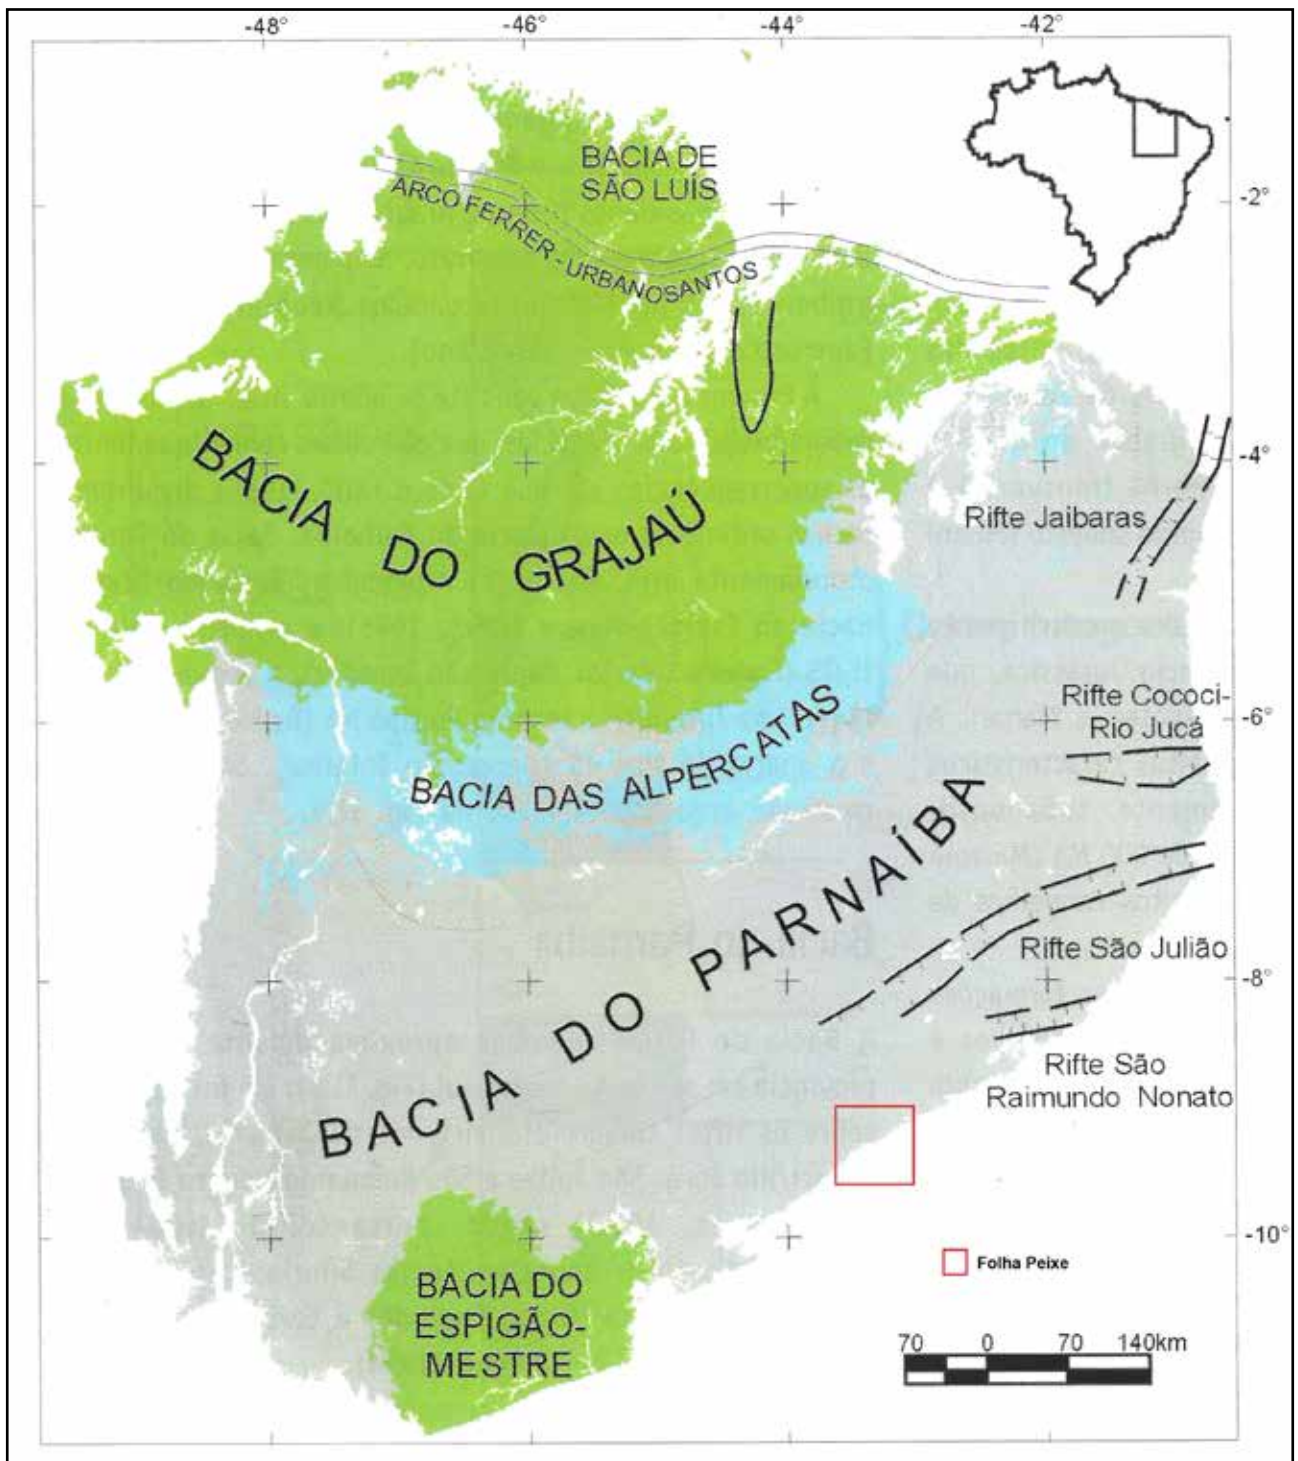 -48°
-46°
-44°
-42°
BACIA DE
SÃO LUÍS
-2°
ARCO FERRER - URBANOSANTOS
BACIA DO GRAJAÚ
-4°
Rifte Jaibaras
Rifte Cococi-
Rio Jucá
-6°
BACIA DAS ALPERCATAS
BACIA DO PARNAÍBA
Rifte São Julião
-8°
Rifte São
Raimundo Nonato
-10°
Folha Peixe
BACIA DO
ESPIGÃO-
MESTRE
70 0 70 140km